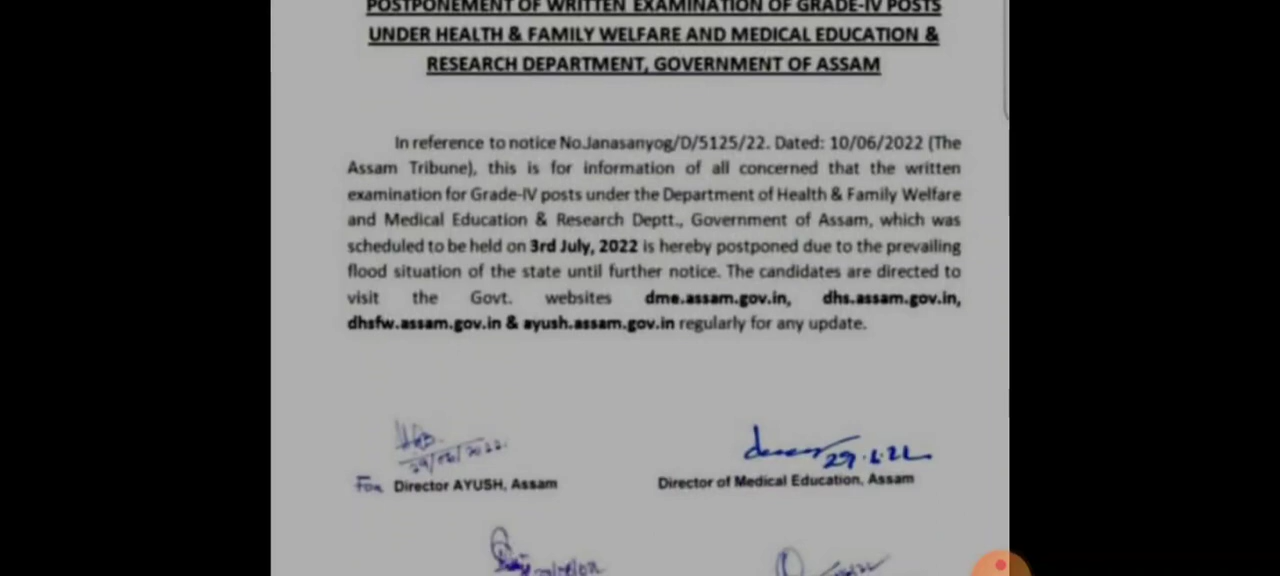 POSTPONEMENT OF WRITTEN EXAMINATION OF GRADE-IV POSTS
UNDER HEALTH & FAMILY WELFARE AND MEDICAL EDUCATION &
RESEARCH DEPARTMENT, GOVERNMENT OF ASSAM
In reference to notice No.Janasanyog/D/5125/22. Dated: 10/06/2022 (The
Assam Tribune), this is for information of all concerned that the written
examination for Grade-IV posts under the Department of Health & Family Welfare
and Medical Education & Research Deptt., Government of Assam, which was
scheduled to be held on 3rd July, 2022 is hereby postponed due to the prevailing
flood situation of the state until further notice. The candidates are directed to
visit the Govt. websites dme.assam.gov.in, dhs.assam.gov.in,
dhsfw.assam.gov.in & ayush.assam.gov.in regularly for any update.
29/06/2022 29.6.22
For Director AYUSH, Assam Director of Medical Education, Assam